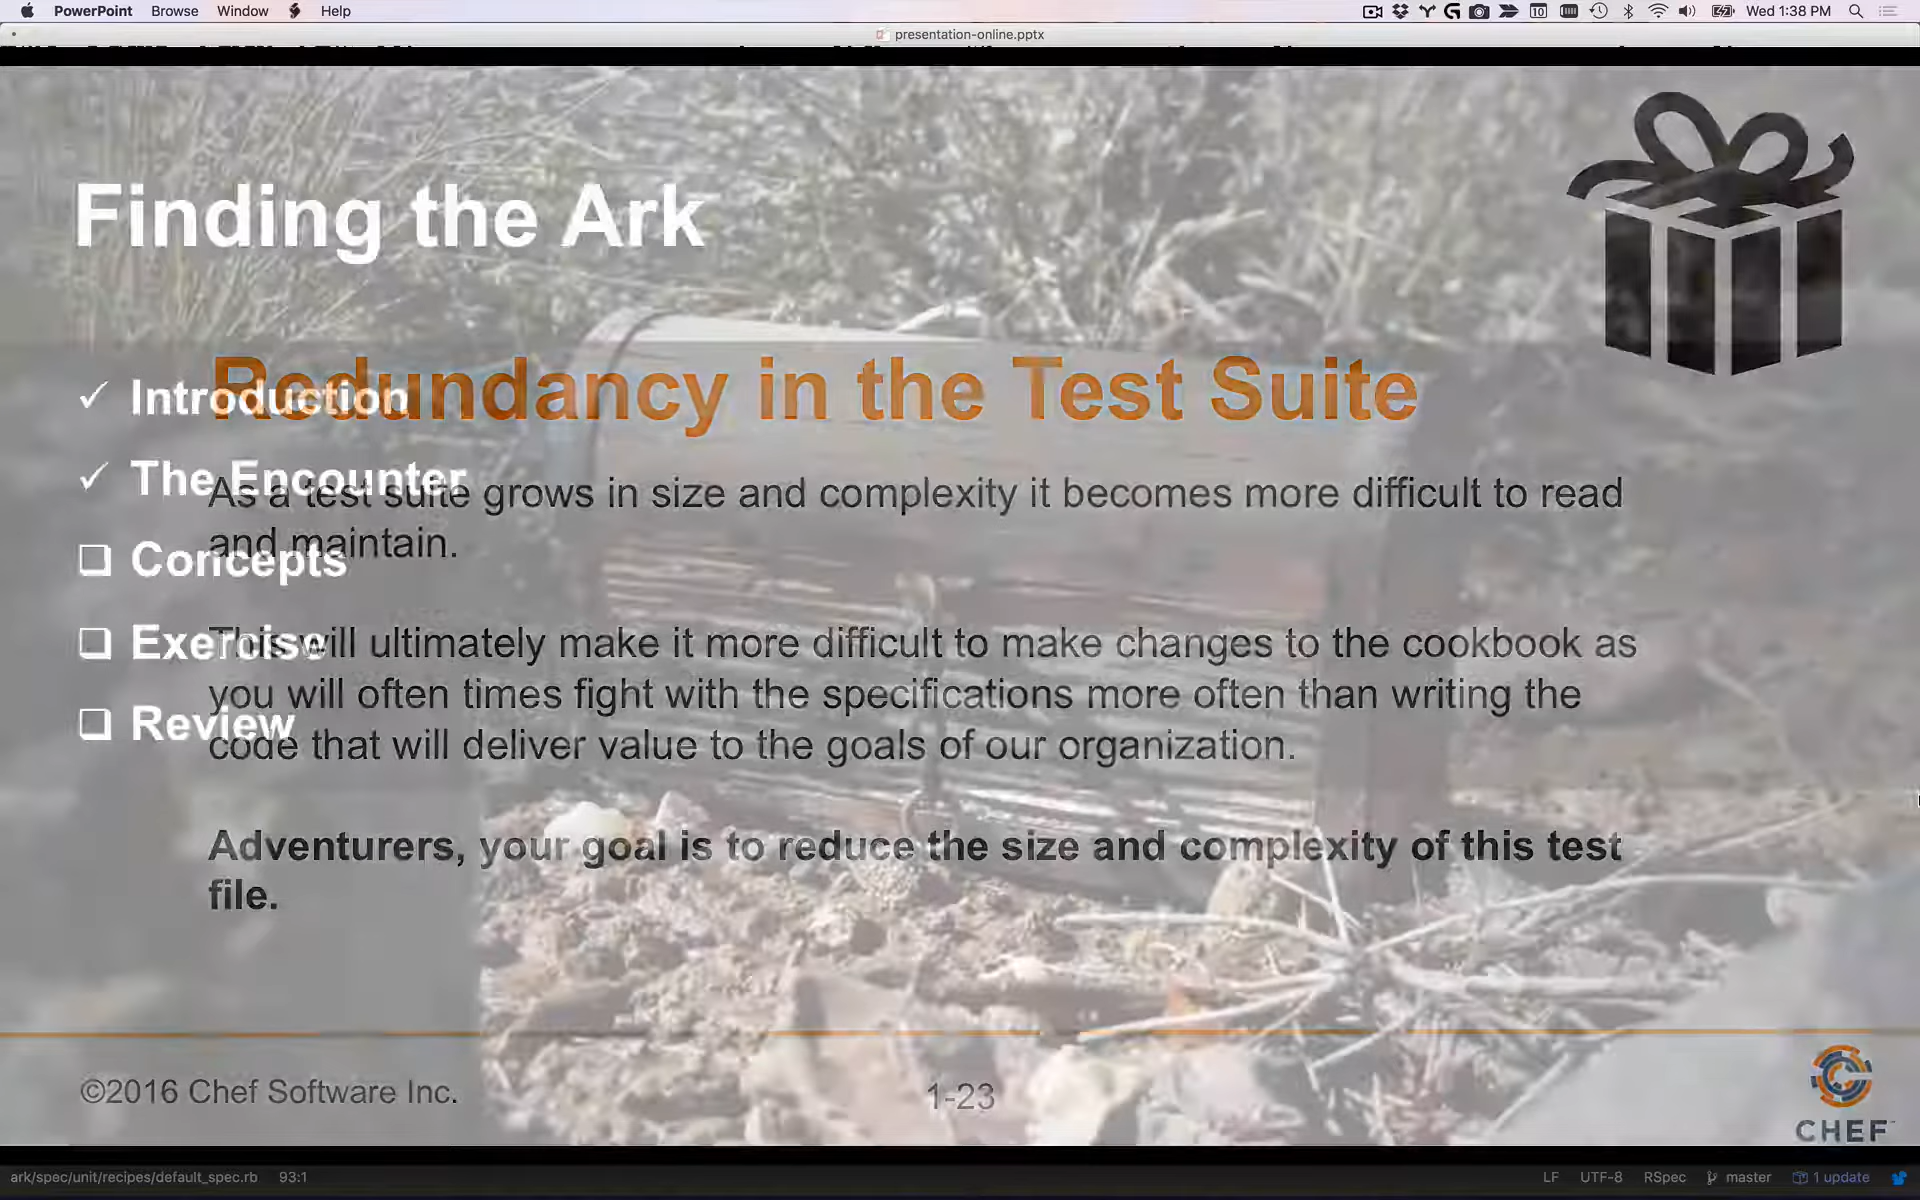 PowerPoint Browse Window Help
10 Wed 1:38 PM
presentation-online.pptx
Finding the Ark
Redundancy in the Test Suite
✓ Introduction
✓ The Encounter
❑ Concepts
❑ Exercise
❑ Review
As a test suite grows in size and complexity it becomes more difficult to read
and maintain.
This will ultimately make it more difficult to make changes to the cookbook as
you will often times fight with the specifications more often than writing the
code that will deliver value to the goals of our organization.
Adventurers, your goal is to reduce the size and complexity of this test
file.
©2016 Chef Software Inc.
1-23
CHEF
ark/spec/unit/recipes/default_spec.rb 93:1
LF UTF-8 RSpec master 1 update